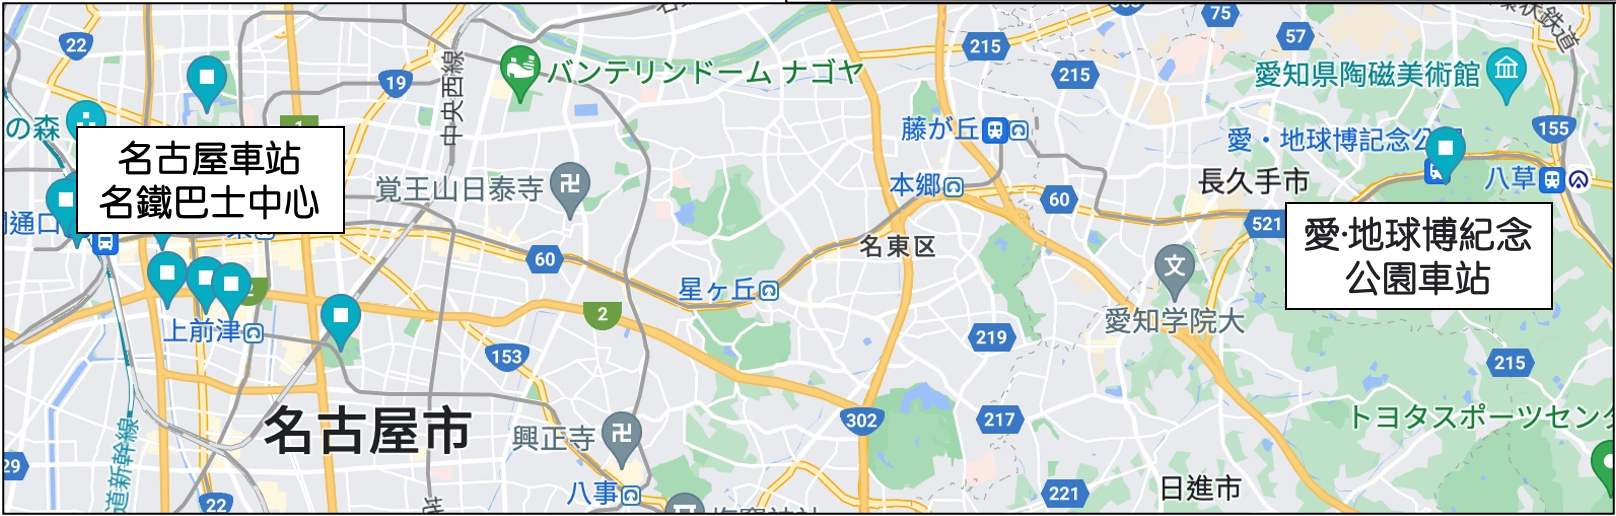 22
19
215
75
57
215
155
バンテリンドーム ナゴヤ
愛知県陶磁美術館
中央西線
の森
藤が丘
愛・地球博記念公
名古屋車站
名鐵巴士中心
覚王山日泰寺
本郷
60
長久手市
八草
521
愛·地球博紀念
公園車站
名東区
60
星ヶ丘
2
愛知学院大
上前津
153
219
215
302
217
トヨタスポーツセン
名古屋市
興正寺
道新幹線
29
八事
221
日進市
22